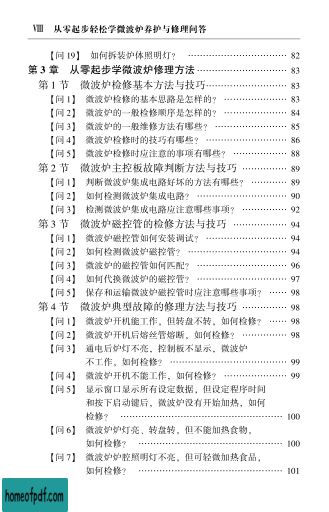 Ⅷ 从零起步轻松学微波炉养护与修理问答
【问 19】 如何拆装炉体照明灯? …………………… 82
第 3 章 从零起步学微波炉修理方法 ………………… 83
第 1 节 微波炉检修基本方法与技巧 ………………… 83
【问 1】 微波炉检修的基本思路是怎样的? …………… 83
【问 2】 微波炉的一般检修顺序是怎样的? …………… 84
【问 3】 微波炉的一般维修方法有哪些? ……………… 85
【问 4】 微波炉检修时的技巧有哪些? ………………… 86
【问 5】 微波炉检修时应注意的事项有哪些? ………… 88
第 2 节 微波炉主控板故障判断方法与技巧 …………… 89
【问 1】 判断微波炉集成电路好坏的方法有哪些? …… 89
【问 2】 如何检测微波炉集成电路? …………………… 90
【问 3】 检测微波炉集成电路应注意哪些事项? ……… 92
第 3 节 微波炉磁控管的检修方法与技巧 ……………… 94
【问 1】 微波炉磁控管如何安装调试? ………………… 94
【问 2】 如何检测微波炉磁控管? ……………………… 94
【问 3】 微波炉的磁控管如何匹配? …………………… 96
【问 4】 如何代换微波炉的磁控管? …………………… 97
【问 5】 保存和运输微波炉磁控管时应注意哪些事项? …… 98
第 4 节 微波炉典型故障的修理方法与技巧 …………… 98
【问 1】 微波炉开机能工作,但转盘不转,如何检修? …… 98
【问 2】 微波炉开机后熔丝管熔断,如何检修? ……… 98
【问 3】 通电后炉灯不亮,控制板不显示,微波炉
不工作,如何检修? …………………………… 99
【问 4】 微波炉开机不能工作,如何检修? …………… 99
【问 5】 显示窗口显示所有设定数据,但设定程序时间
和按下启动键后,微波炉没有开始加热,如何
检修? …………………………………………… 100
【问 6】 微波炉炉灯亮、转盘转,但不能加热食物,
如何检修? ……………………………………… 100
【问 7】 微波炉炉腔照明灯不亮,但可轻微加热食品,
如何检修? ……………………………………… 101
homeofpdf.com